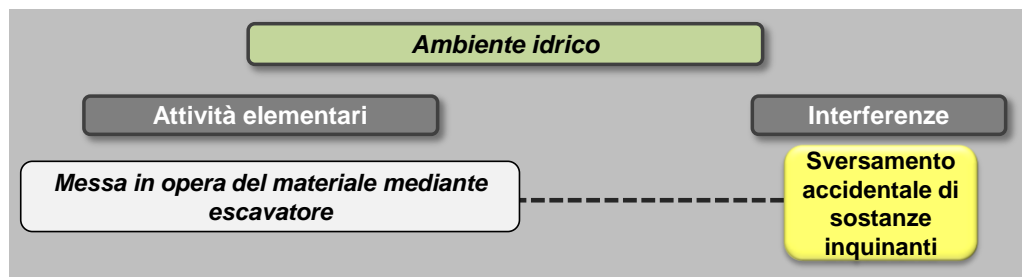 Ambiente idrico
Attività elementari
Interferenze
Messa in opera del materiale mediante
escavatore
Sversamento
accidentale di
sostanze
inquinanti